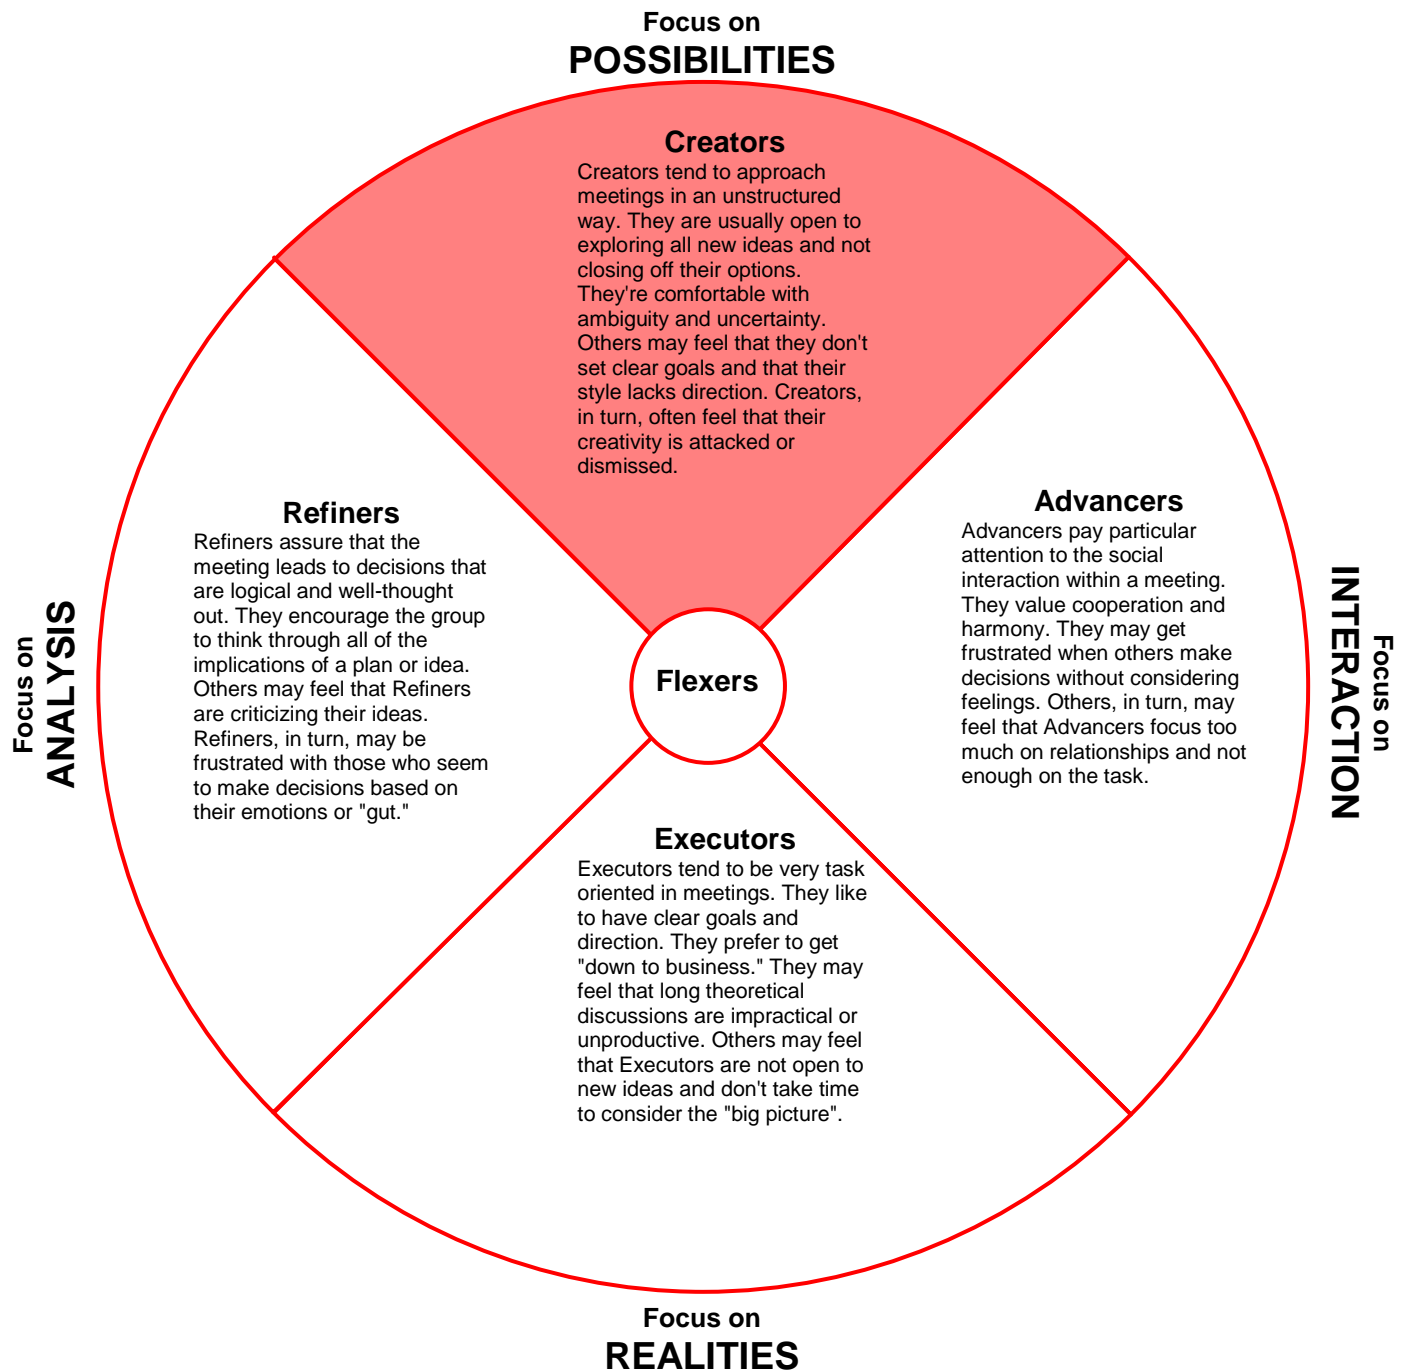 Focus on
POSSIBILITIES
Creators
Creators tend to approach
meetings in an unstructured
way. They are usually open to
exploring all new ideas and not
closing off their options.
They're comfortable with
ambiguity and uncertainty.
Others may feel that they don't
set clear goals and that their
style lacks direction. Creators,
in turn, often feel that their
creativity is attacked or
dismissed.
Focus on
ANALYSIS
Refiners
Refiners assure that the
meeting leads to decisions that
are logical and well-thought
out. They encourage the group
to think through all of the
implications of a plan or idea.
Others may feel that Refiners
are criticizing their ideas.
Refiners, in turn, may be
frustrated with those who seem
to make decisions based on
their emotions or "gut."
Flexers
Advancers
Advancers pay particular
attention to the social
interaction within a meeting.
They value cooperation and
harmony. They may get
frustrated when others make
decisions without considering
feelings. Others, in turn, may
feel that Advancers focus too
much on relationships and not
enough on the task.
Focus on
INTERACTION
Executors
Executors tend to be very task
oriented in meetings. They like
to have clear goals and
direction. They prefer to get
"down to business." They may
feel that long theoretical
discussions are impractical or
unproductive. Others may feel
that Executors are not open to
new ideas and don't take time
to consider the "big picture".
Focus on
REALITIES